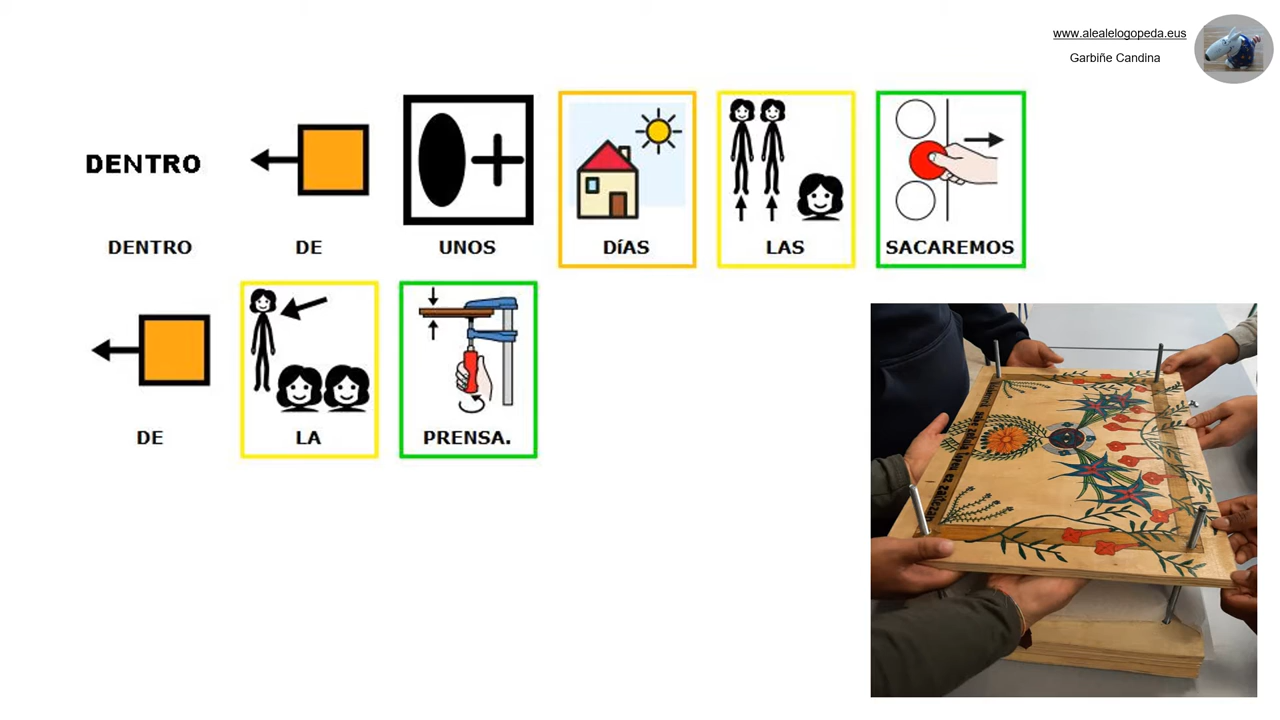 www.alealelogopeda.eus
Garbiñe Candina
DENTRO
DENTRO DE UNOS DíAS LAS SACAREMOS
DE LA PRENSA.